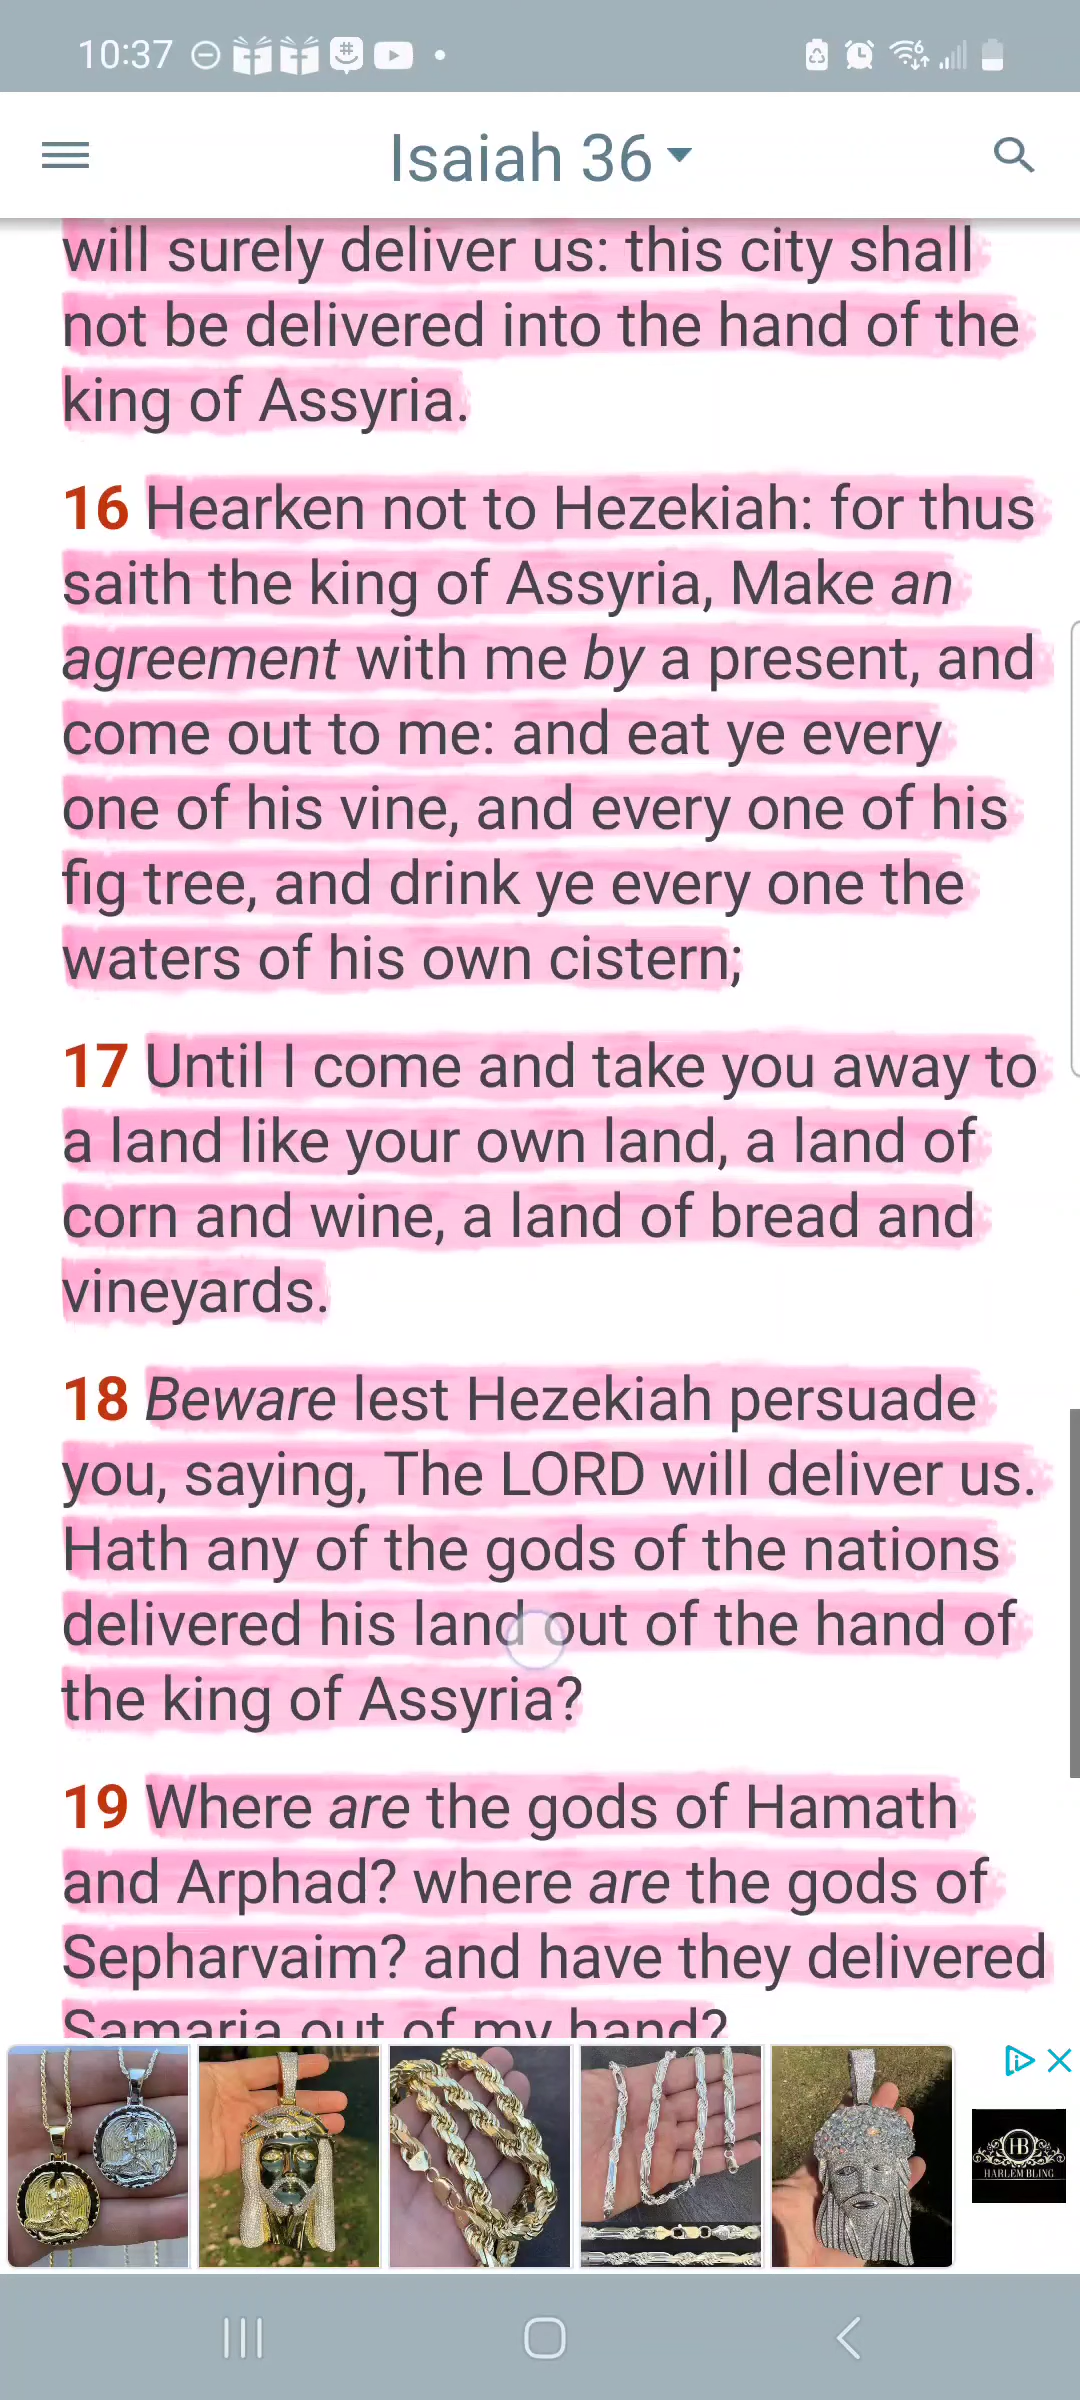 10:37
Isaiah 36
will surely deliver us: this city shall
not be delivered into the hand of the
king of Assyria.
16 Hearken not to Hezekiah: for thus
saith the king of Assyria, Make an
agreement with me by a present, and
come out to me: and eat ye every
one of his vine, and every one of his
fig tree, and drink ye every one the
waters of his own cistern;
17 Until I come and take you away to
a land like your own land, a land of
corn and wine, a land of bread and
vineyards.
18 Beware lest Hezekiah persuade
you, saying, The LORD will deliver us.
Hath any of the gods of the nations
delivered his land out of the hand of
the king of Assyria?
19 Where are the gods of Hamath
and Arphad? where are the gods of
Sepharvaim? and have they delivered
Samaria out of my hand?
HB
HARLEM BLING